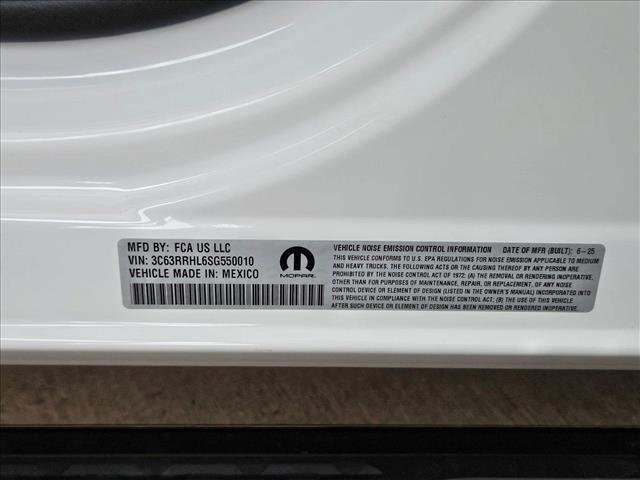 MFD BY: FCA US LLC
VIN: 3C63RRHL6SG550010
VEHICLE MADE IN: MEXICO
MOPAR.
VEHICLE NOISE EMISSION CONTROL INFORMATION DATE OF MFR (BUILT): 6-25
THIS VEHICLE CONFORMS TO U.S. EPA REGULATIONS FOR NOISE EMISSION APPLICABLE TO MEDIUM
AND HEAVY TRUCKS. THE FOLLOWING ACTS OR CAUSING THEREOF BY ANY PERSON ARE
PROHIBITED BY THE NOISE CONTROL ACT OF 1972: (A) THE REMOVAL OR RENDERING INOPERATIVE,
OTHER THAN FOR PURPOSES OF MAINTENANCE, REPAIR, OR REPLACEMENT, OF ANY NOISE
CONTROL DEVICE OR ELEMENT OF DESIGN (LISTED IN THE OWNER'S MANUAL) INCORPORATED INTO
THIS VEHICLE IN COMPLIANCE WITH THE NOISE CONTROL ACT; (B) THE USE OF THIS VEHICLE
AFTER SUCH DEVICE OR ELEMENT OF DESIGN HAS BEEN REMOVED OR RENDERED INOPERATIVE.